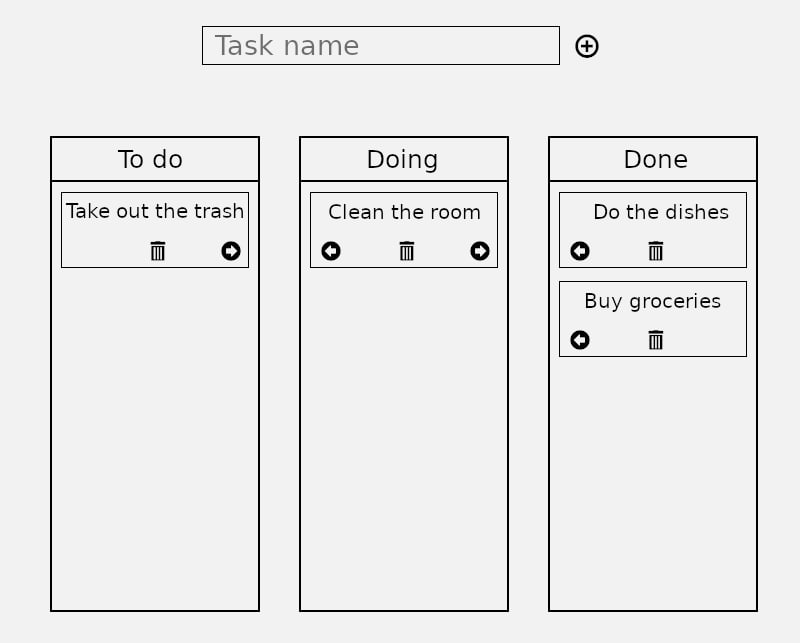 Task name
To do
Take out the trash
Doing
Clean the room
Done
Do the dishes
Buy groceries